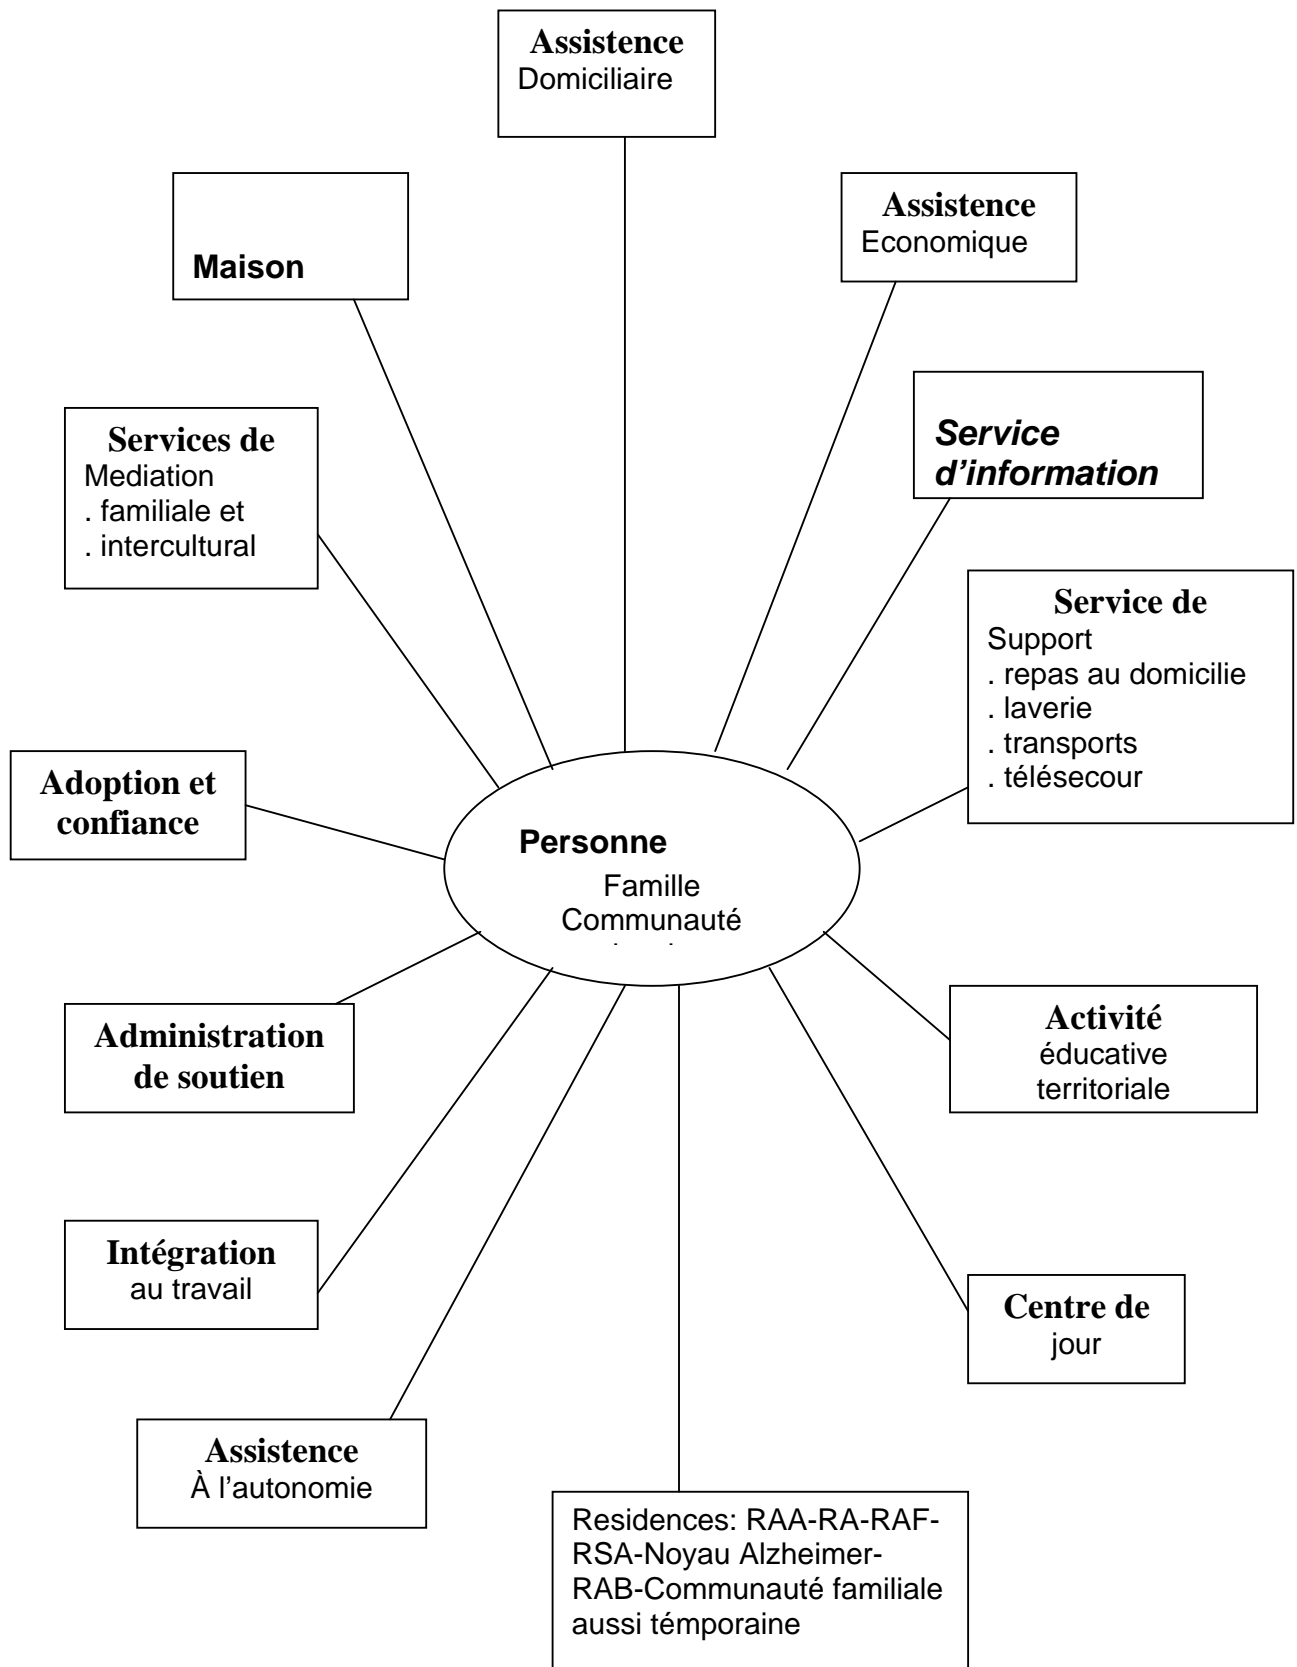 Assistence
Domiciliaire
Maison
Assistence
Economique
Service
d’information
Services de
Mediation
. familiale et
. intercultural
Service de
Support
. repas au domicilie
. laverie
. transports
. télésecour
Adoption et
confiance
Personne
Famille
Communauté
Administration
de soutien
Activité
éducative
territoriale
Intégration
au travail
Centre de
jour
Assistence
À l’autonomie
Residences: RAA-RA-RAF-
RSA-Noyau Alzheimer-
RAB-Communauté familiale
aussi témporaine